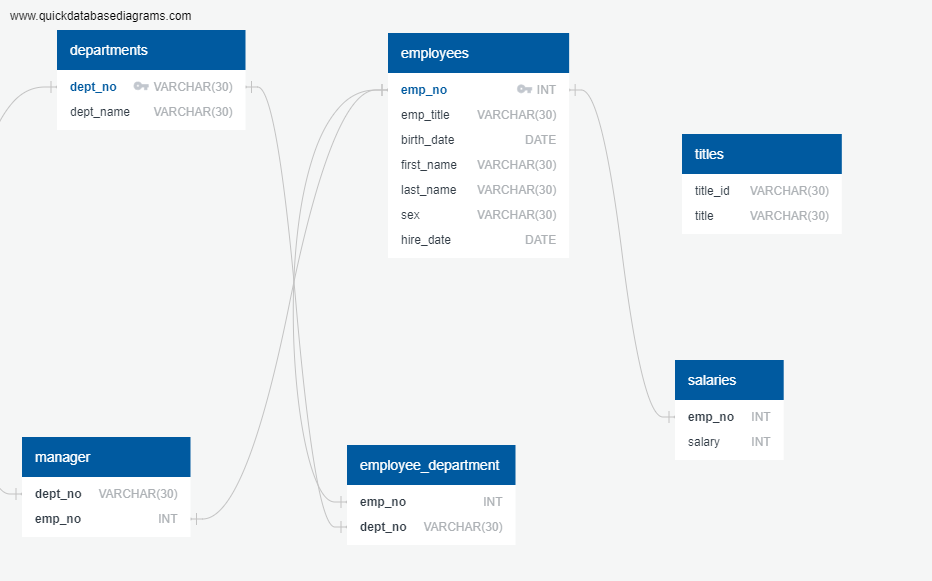 www.quickdatabasediagrams.com
departments
dept_no VARCHAR(30)
dept_name VARCHAR(30)
employees
emp_no INT
emp_title VARCHAR(30)
birth_date DATE
first_name VARCHAR(30)
last_name VARCHAR(30)
sex VARCHAR(30)
hire_date DATE
titles
title_id VARCHAR(30)
title VARCHAR(30)
salaries
emp_no INT
salary INT
manager
dept_no VARCHAR(30)
emp_no INT
employee_department
emp_no INT
dept_no VARCHAR(30)